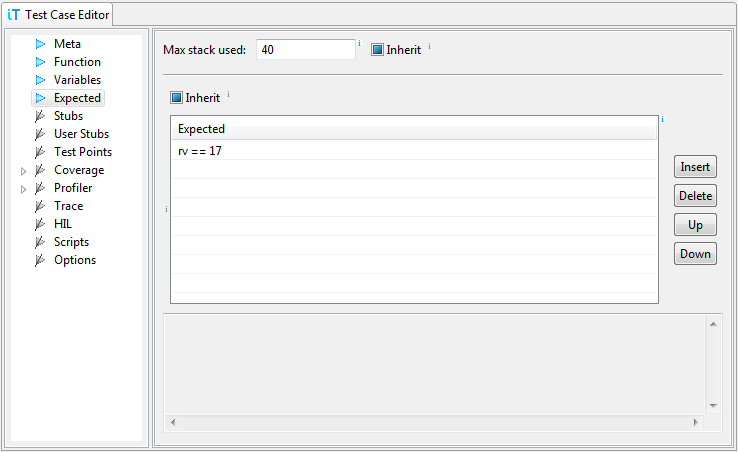 iT Test Case Editor
Meta
Function
Variables
Expected
Stubs
User Stubs
Test Points
Coverage
Profiler
Trace
HIL
Scripts
Options
Max stack used: 40 i Inherit i
Inherit i
i
Expected
rv == 17
i
Insert
Delete
Up
Down